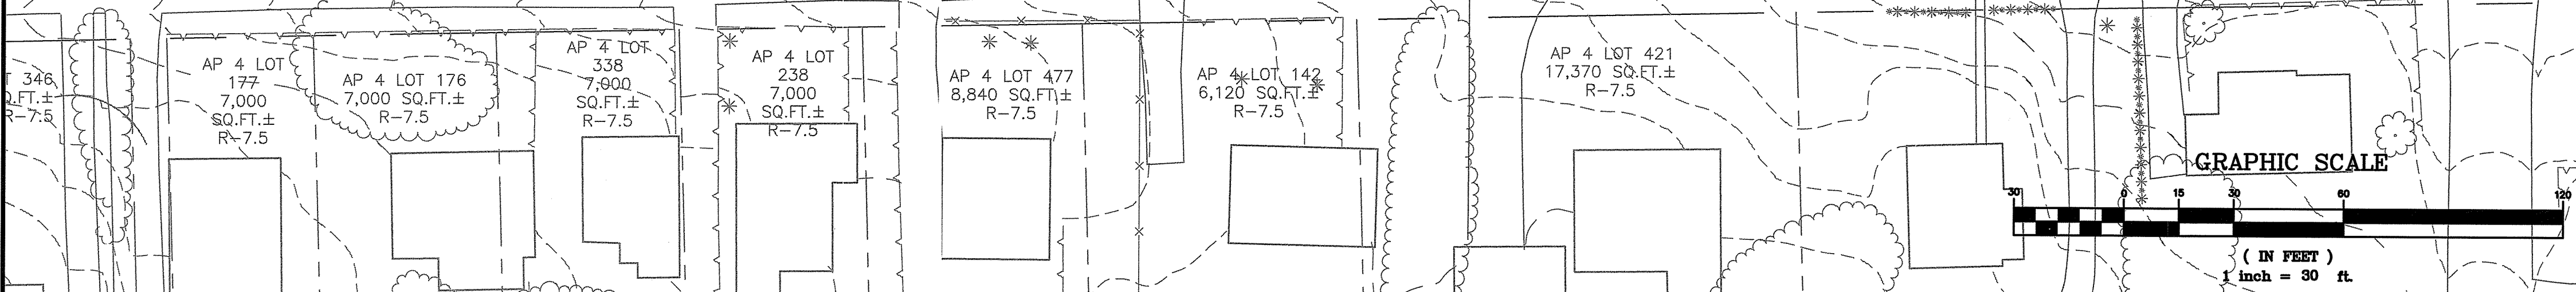 T 346
Q.FT.±
R-7.5
AP 4 LOT
177
7,000
SQ.FT.±
R-7.5
AP 4 LOT 176
7,000 SQ.FT.±
R-7.5
AP 4 LOT
338
7,000
SQ.FT.±
R-7.5
AP 4 LOT
238
7,000
SQ.FT.±
R-7.5
AP 4 LOT 477
8,840 SQ.FT.±
R-7.5
AP 4 LOT 142
6,120 SQ.FT.±
R-7.5
AP 4 LOT 421
17,370 SQ.FT.±
R-7.5
GRAPHIC SCALE
30 0 15 30 60 120
( IN FEET )
1 inch = 30 ft.